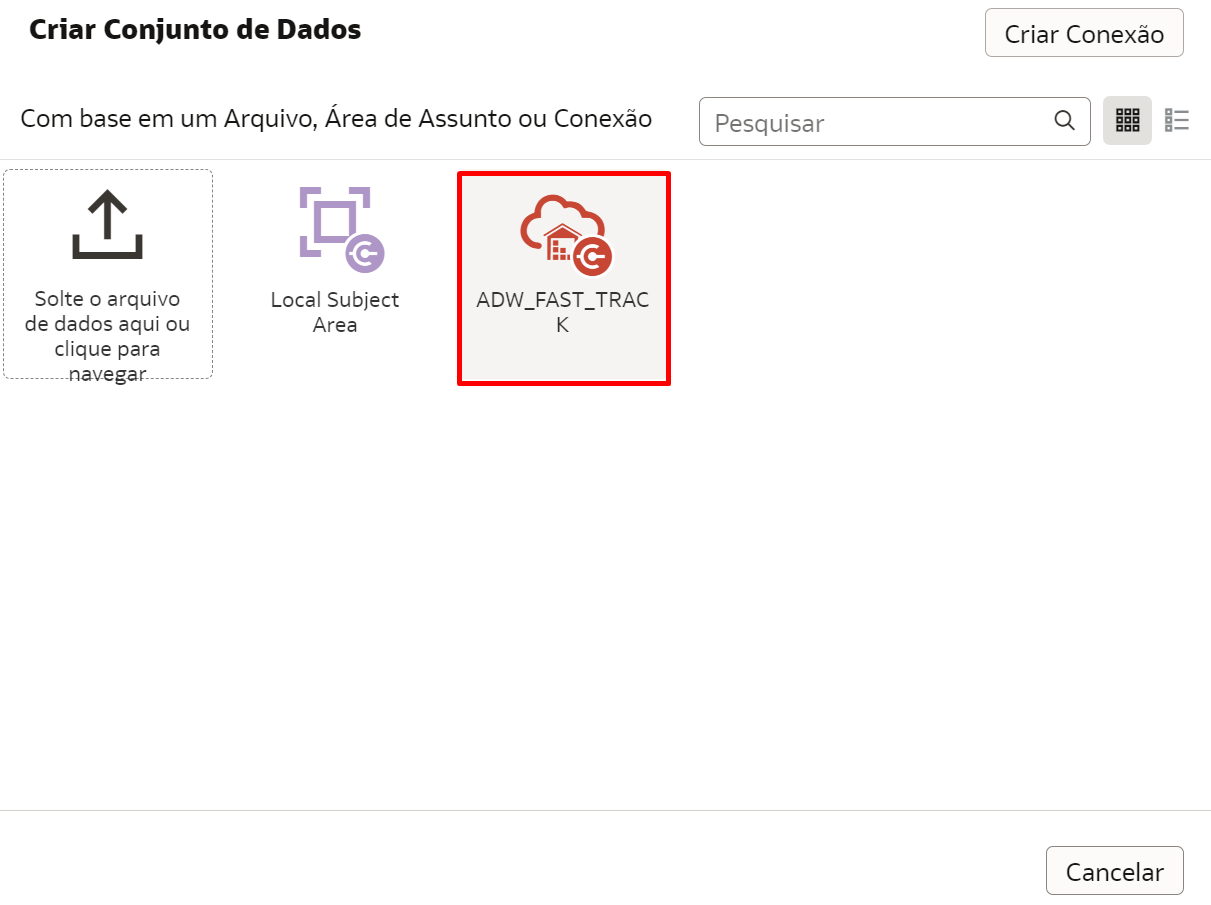 Criar Conjunto de Dados
Criar Conexão
Com base em um Arquivo, Área de Assunto ou Conexão
Pesquisar
Solte o arquivo
de dados aqui ou
clique para
navegar
Local Subject
Area
ADW_FAST_TRAC
K
Cancelar